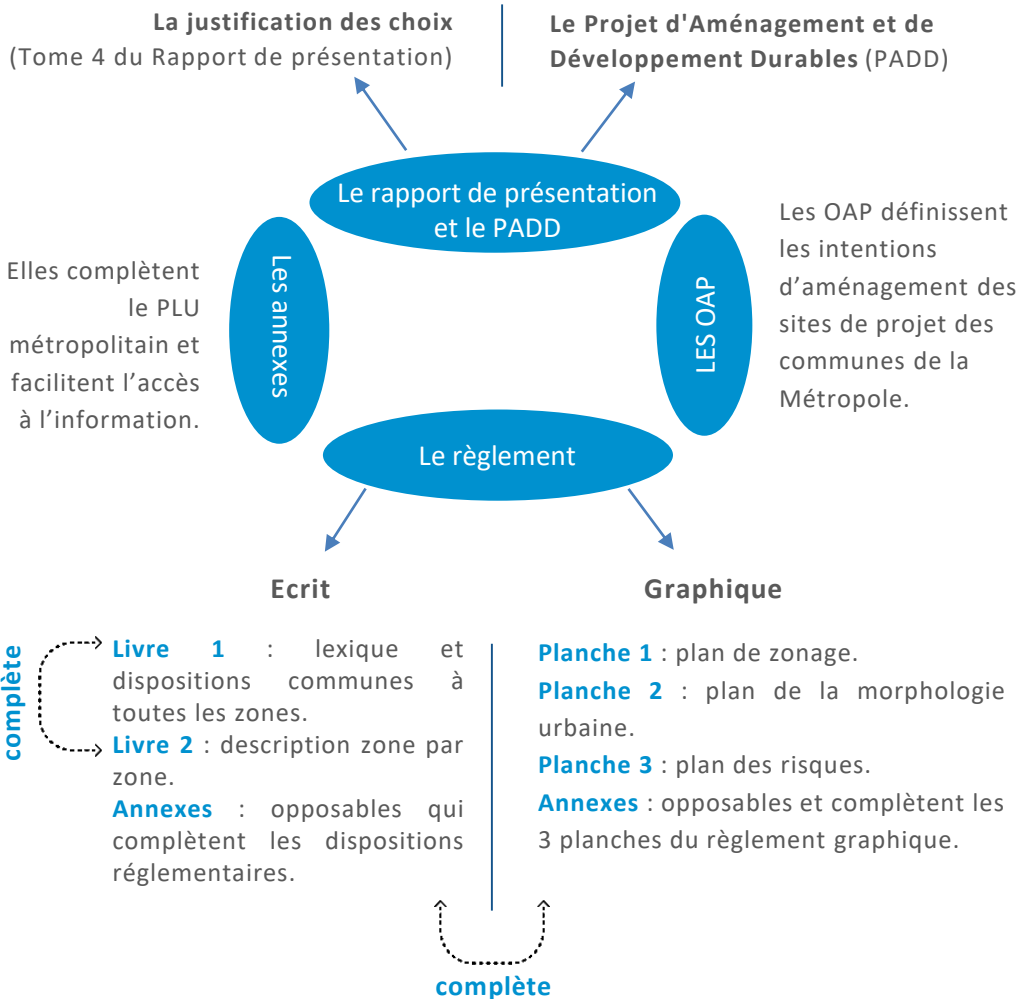 La justification des choix
(Tome 4 du Rapport de présentation)
Le Projet d'Aménagement et de
Développement Durables (PADD)
Le rapport de présentation
et le PADD
Les annexes
Elles complètent
le PLU
métropolitain et
facilitent l’accès
à l’information.
LES OAP
Les OAP définissent
les intentions
d’aménagement des
sites de projet des
communes de la
Métropole.
Le règlement
Ecrit
complète
Livre 1 : lexique et
dispositions communes à
toutes les zones.
Livre 2 : description zone par
zone.
Annexes : opposables qui
complètent les dispositions
réglementaires.
Graphique
Planche 1 : plan de zonage.
Planche 2 : plan de la morphologie
urbaine.
Planche 3 : plan des risques.
Annexes : opposables et complètent les
3 planches du règlement graphique.
complète